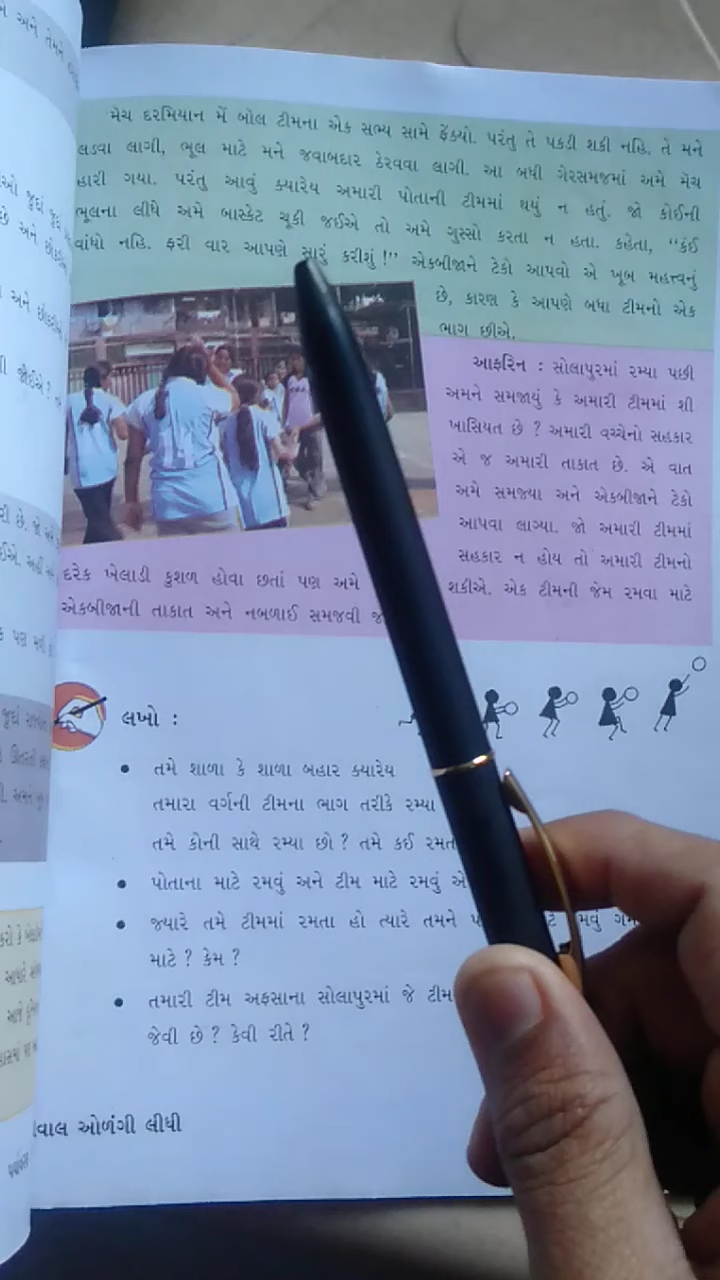 મૅચ દરમિયાન મેં બૉલ ટીમના એક સભ્ય સામે ફેંક્યો. પરંતુ તે પકડી શકી નહિ. તે મને
લડવા લાગી, ભૂલ માટે મને જવાબદાર ઠેરવવા લાગી. આ બધી ગેરસમજમાં અમે મૅચ
હારી ગયા. પરંતુ આવું ક્યારેય અમારી પોતાની ટીમમાં થયું ન હતું. જો કોઈની
ભૂલના લીધે અમે બાસ્કેટ ચૂકી જઈએ તો અમે ગુસ્સો કરતા ન હતા. કહેતા, “કંઈ
વાંધો નહિ. ફરી વાર આપણે સારું કરીશું !” એકબીજાને ટેકો આપવો એ ખૂબ મહત્ત્વનું
છે, કારણ કે આપણે બધા ટીમનો એક
ભાગ છીએ.
આફરિન : સોલાપુરમાં રમ્યા પછી
અમને સમજાયું કે અમારી ટીમમાં શી
ખાસિયત છે ? અમારી વચ્ચેનો સહકાર
એ જ અમારી તાકાત છે. એ વાત
અમે સમજ્યા અને એકબીજાને ટેકો
આપવા લાગ્યા. જો અમારી ટીમમાં
સહકાર ન હોય તો અમારી ટીમનો
દરેક ખેલાડી કુશળ હોવા છતાં પણ અમે શકીએ. એક ટીમની જેમ રમવા માટે
એકબીજાની તાકાત અને નબળાઈ સમજવી
લખો :
• તમે શાળા કે શાળા બહાર ક્યારેય
તમારા વર્ગની ટીમના ભાગ તરીકે રમ્યા
તમે કોની સાથે રમ્યા છો ? તમે કઈ
• પોતાના માટે રમવું અને ટીમ માટે રમવું
• જ્યારે તમે ટીમમાં રમતા હો ત્યારે તમને
માટે ? કેમ ?
• તમારી ટીમ અફસાના સોલાપુરમાં જે ટીમ
જેવી છે ? કેવી રીતે ?
ઓળંગી લીધી